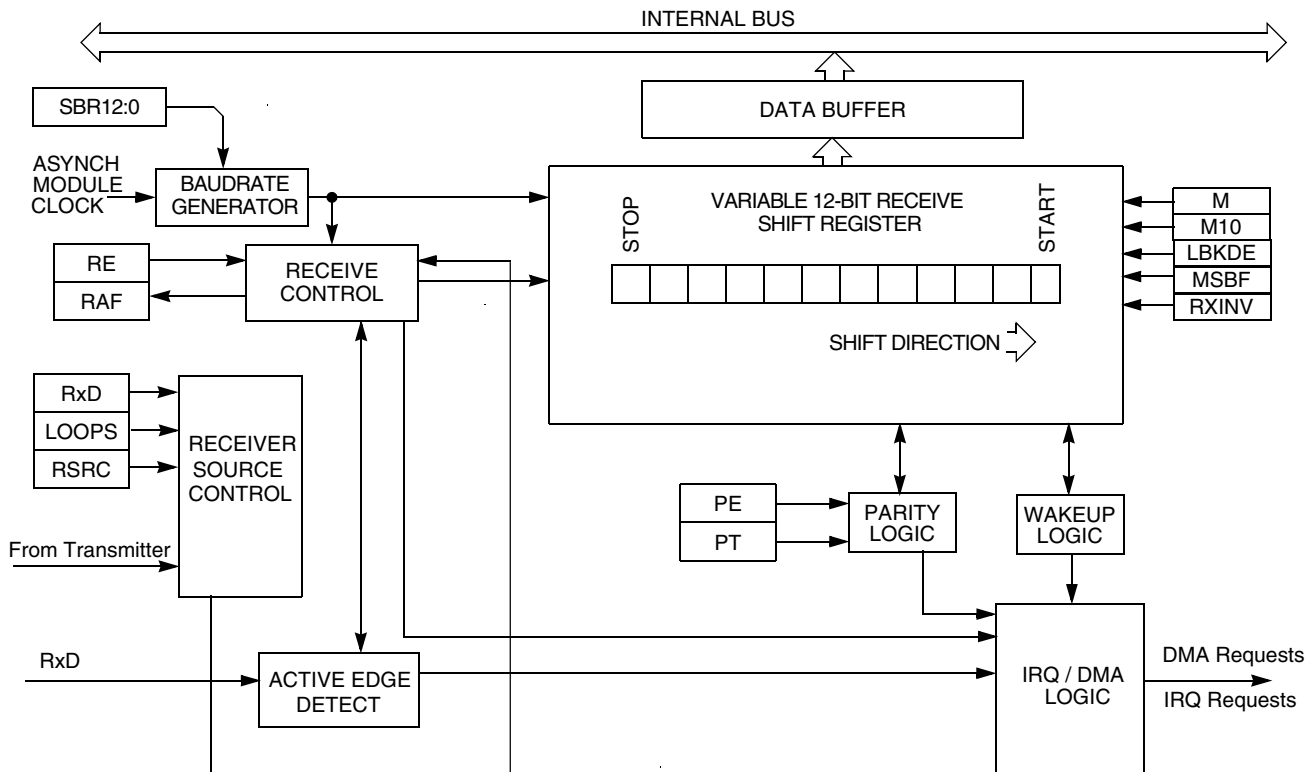 INTERNAL BUS
SBR12:0
DATA BUFFER
ASYNCH
MODULE
CLOCK
BAUDRATE
GENERATOR
VARIABLE 12-BIT RECEIVE
SHIFT REGISTER
STOP
START
M
M10
LBKDE
MSBF
RXINV
RE
RAF
RECEIVE
CONTROL
SHIFT DIRECTION
RxD
LOOPS
RSRC
RECEIVER
SOURCE
CONTROL
From Transmitter
PE
PT
PARITY
LOGIC
WAKEUP
LOGIC
RxD
ACTIVE EDGE
DETECT
IRQ / DMA
LOGIC
DMA Requests
IRQ Requests